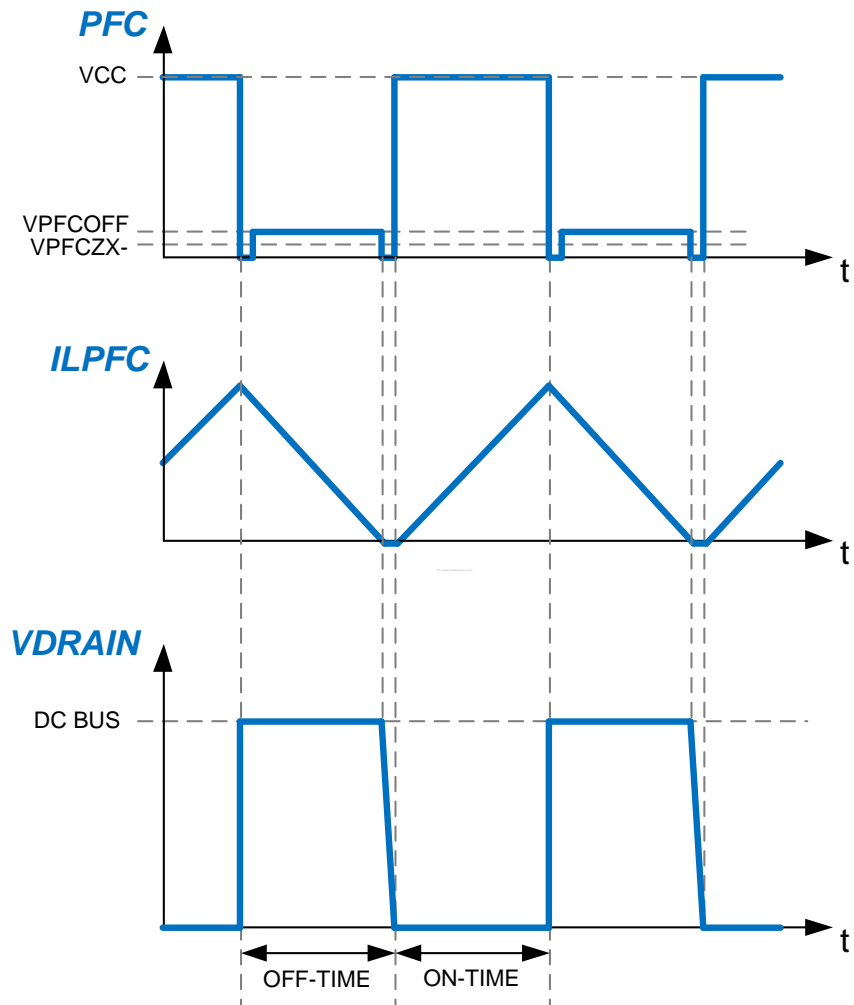 PFC
VCC
VPFCOFF
VPFCZX-
t
ILPFC
t
VDRAIN
DC BUS
t
OFF-TIME
ON-TIME